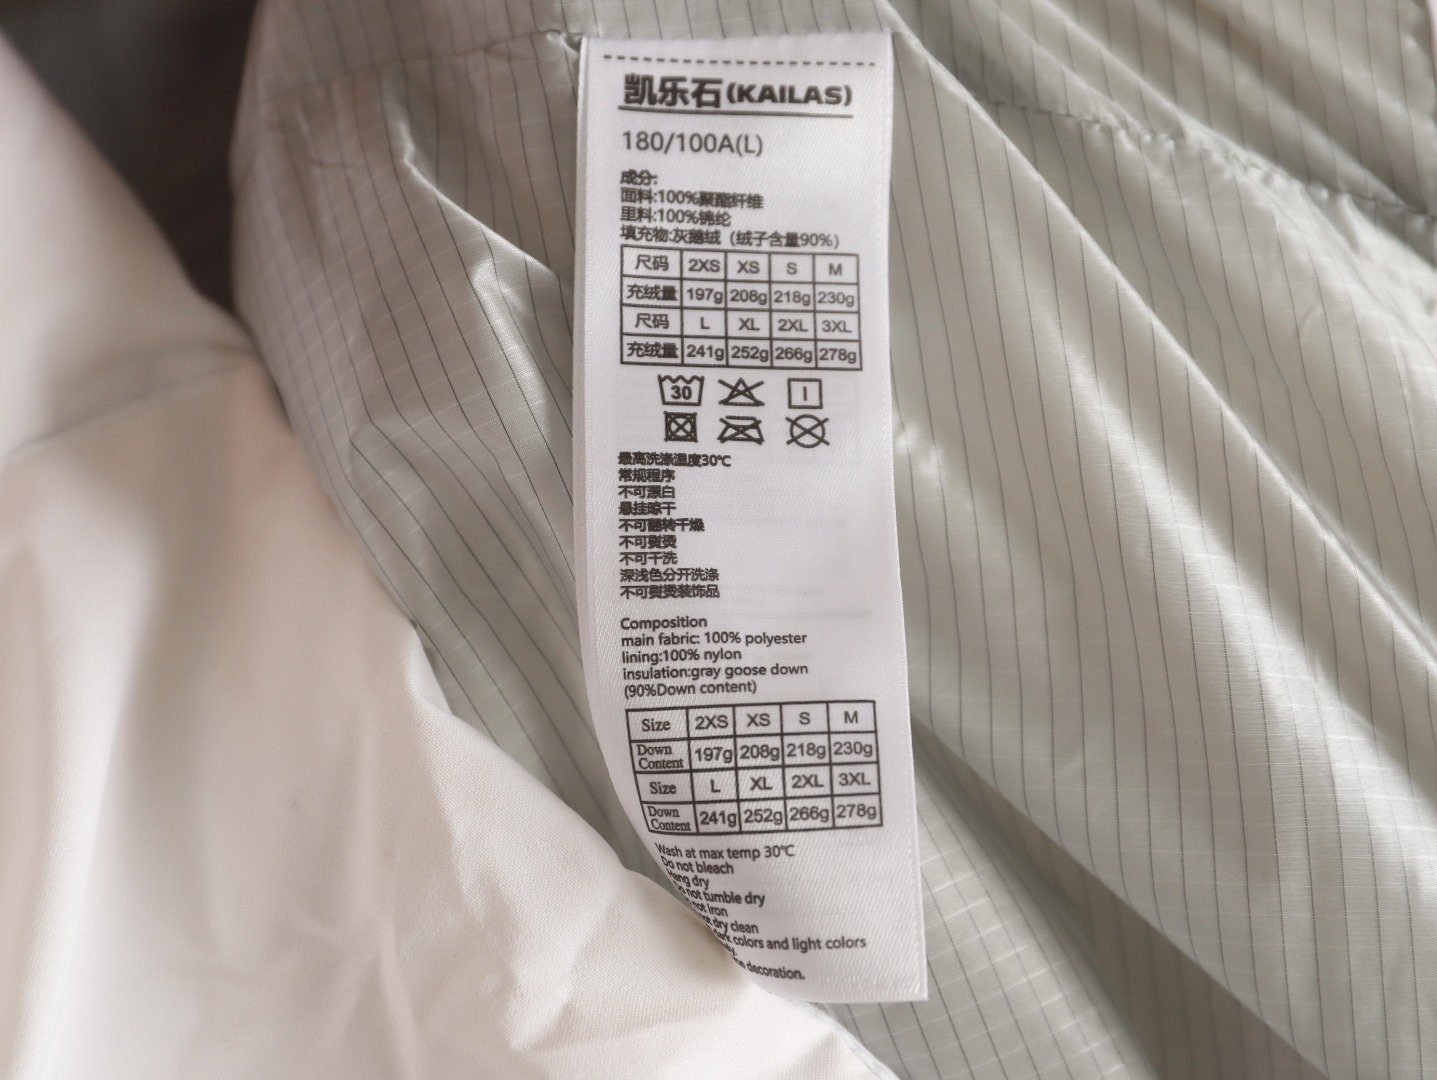 凯乐石(KAILAS)
180/100A(L)
成分:
面料:100%聚酯纤维
里料:100%锦纶
填充物:灰鹅绒（绒子含量90%）
尺码 2XS XS S M
充绒量 197g 208g 218g 230g
尺码 L XL 2XL 3XL
充绒量 241g 252g 266g 278g
30
最高洗涤温度30℃
常规程序
不可漂白
悬挂晾干
不可翻转干燥
不可熨烫
不可干洗
深浅色分开洗涤
不可熨烫装饰品
Composition
main fabric: 100% polyester
lining:100% nylon
insulation:gray goose down
(90%Down content)
Size 2XS XS S M
Down Content 197g 208g 218g 230g
Size L XL 2XL 3XL
Down Content 241g 252g 266g 278g
Wash at max temp 30℃
Do not bleach
Hang dry
Do not tumble dry
not iron
dry clean
colors and light colors
decoration.